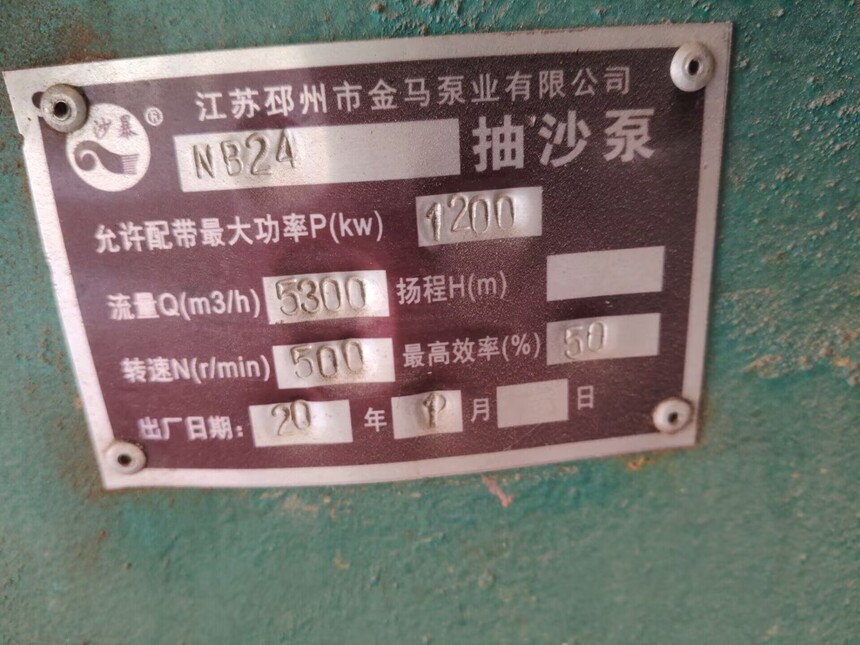 江苏邳州市金马泵业有限公司
沙暴®
NB24 抽沙泵
允许配带最大功率P(kw) 1200
流量Q(m3/h) 5300 扬程H(m)
转速N(r/min) 500 最高效率(%) 50
出厂日期: 20 年 月 日